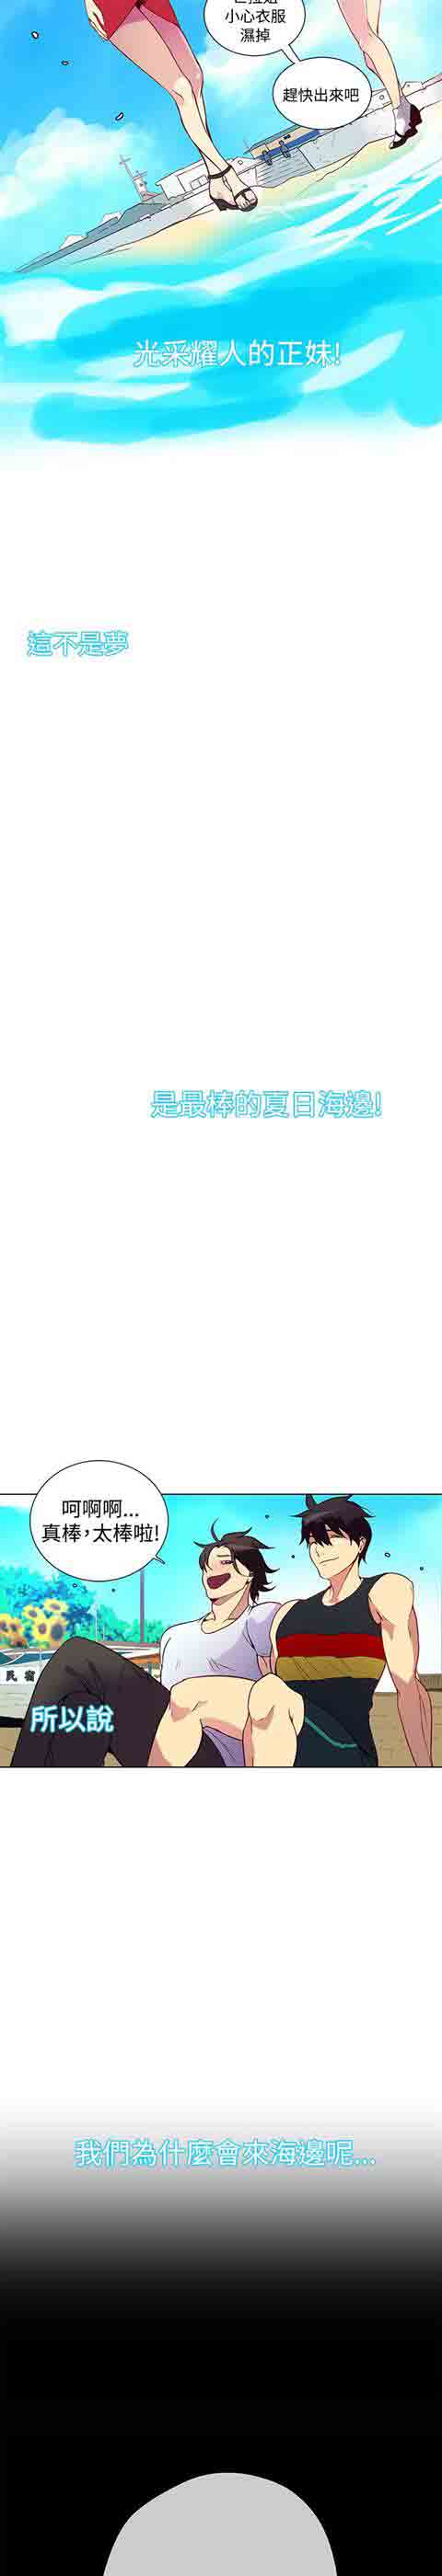 小心衣服
濕掉
趕快出來吧
光采耀人的正妹!
這不是夢
是最棒的夏日海邊!
呵啊啊...
真棒,太棒啦!
民宿
所以說
我們為什麼會來海邊呢...